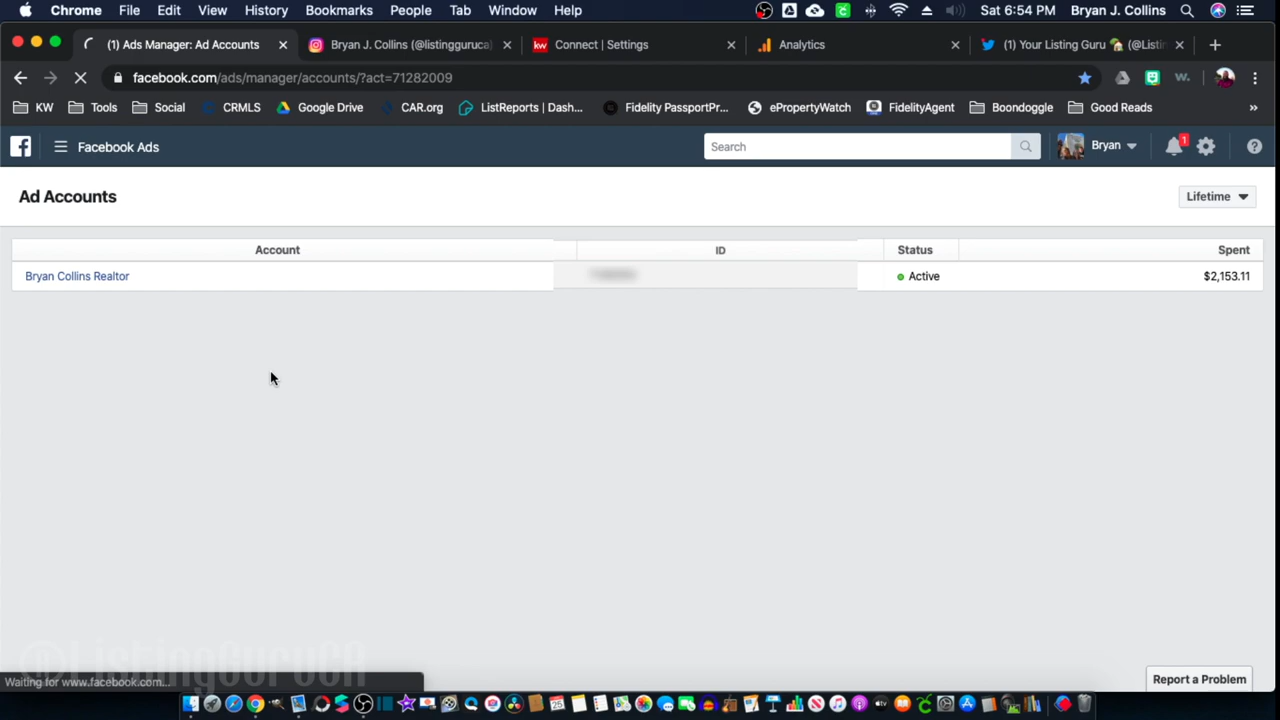 Chrome File Edit View History Bookmarks People Tab Window Help Sat 6:54 PM Bryan J. Collins
(1) Ads Manager: Ad Accounts Bryan J. Collins (@listingguruca) Connect | Settings Analytics (1) Your Listing Guru 🏡 (@Listin
facebook.com/ads/manager/accounts/?act=71282009
KW Tools Social CRMLS Google Drive CAR.org ListReports | Dash... Fidelity PassportPr... ePropertyWatch FidelityAgent Boondoggle Good Reads »
Facebook Ads Search Bryan 1
Ad Accounts Lifetime
Account ID Status Spent
Bryan Collins Realtor Active $2,153.11
@ListingGuruCA
Waiting for www.facebook.com...
Report a Problem